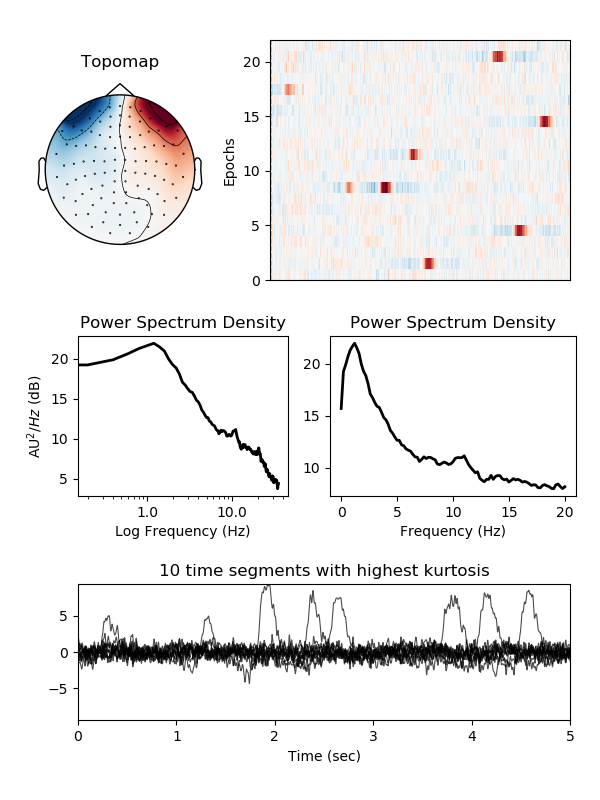 Topomap
Epochs
20
15
10
5
0
Power Spectrum Density
AU²/Hz (dB)
20
15
10
5
1.0 10.0
Log Frequency (Hz)
Power Spectrum Density
20
15
10
0 5 10 15 20
Frequency (Hz)
10 time segments with highest kurtosis
5
0
−5
0 1 2 3 4 5
Time (sec)